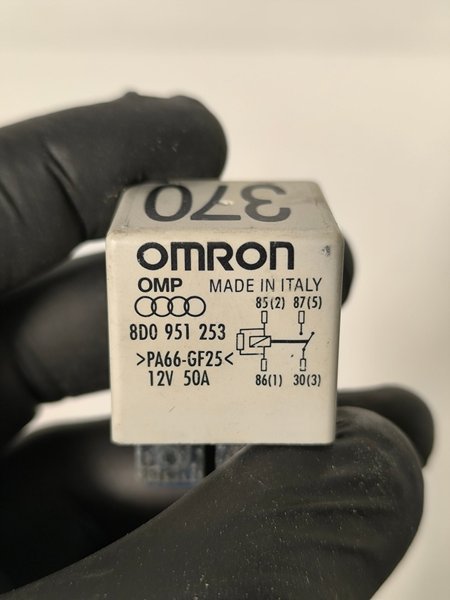 370
OMRON
OMP MADE IN ITALY
85(2) 87(5)
8D0 951 253
>PA66-GF25<
12V 50A
86(1) 30(3)